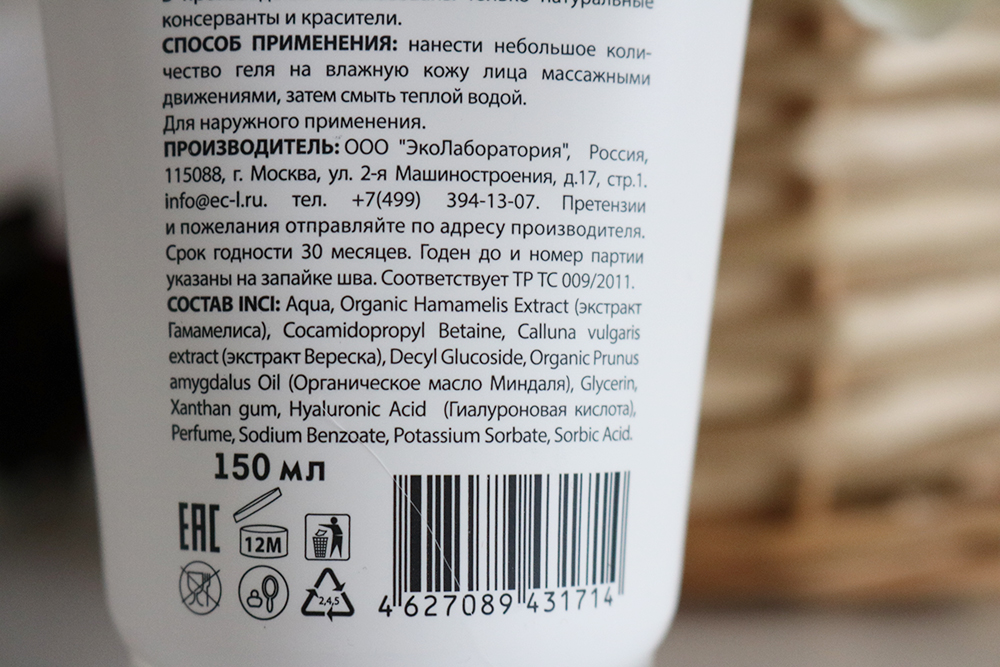 консерванты и красители.
СПОСОБ ПРИМЕНЕНИЯ: нанести небольшое коли-
чество геля на влажную кожу лица массажными
движениями, затем смыть теплой водой.
Для наружного применения.
ПРОИЗВОДИТЕЛЬ: ООО "ЭкоЛаборатория", Россия,
115088, г. Москва, ул. 2-я Машиностроения, д.17, стр.1.
info@ec-l.ru. тел. +7(499) 394-13-07. Претензии
и пожелания отправляйте по адресу производителя.
Срок годности 30 месяцев. Годен до и номер партии
указаны на запайке шва. Соответствует ТР ТС 009/2011.
СОСТАВ INCI: Aqua, Organic Hamamelis Extract (экстракт
Гамамелиса), Cocamidopropyl Betaine, Calluna vulgaris
extract (экстракт Вереска), Decyl Glucoside, Organic Prunus
amygdalus Oil (Органическое масло Миндаля), Glycerin,
Xanthan gum, Hyaluronic Acid (Гиалуроновая кислота),
Perfume, Sodium Benzoate, Potassium Sorbate, Sorbic Acid.
150 мл
EAC
12M
2,4,5
4 627089 431714